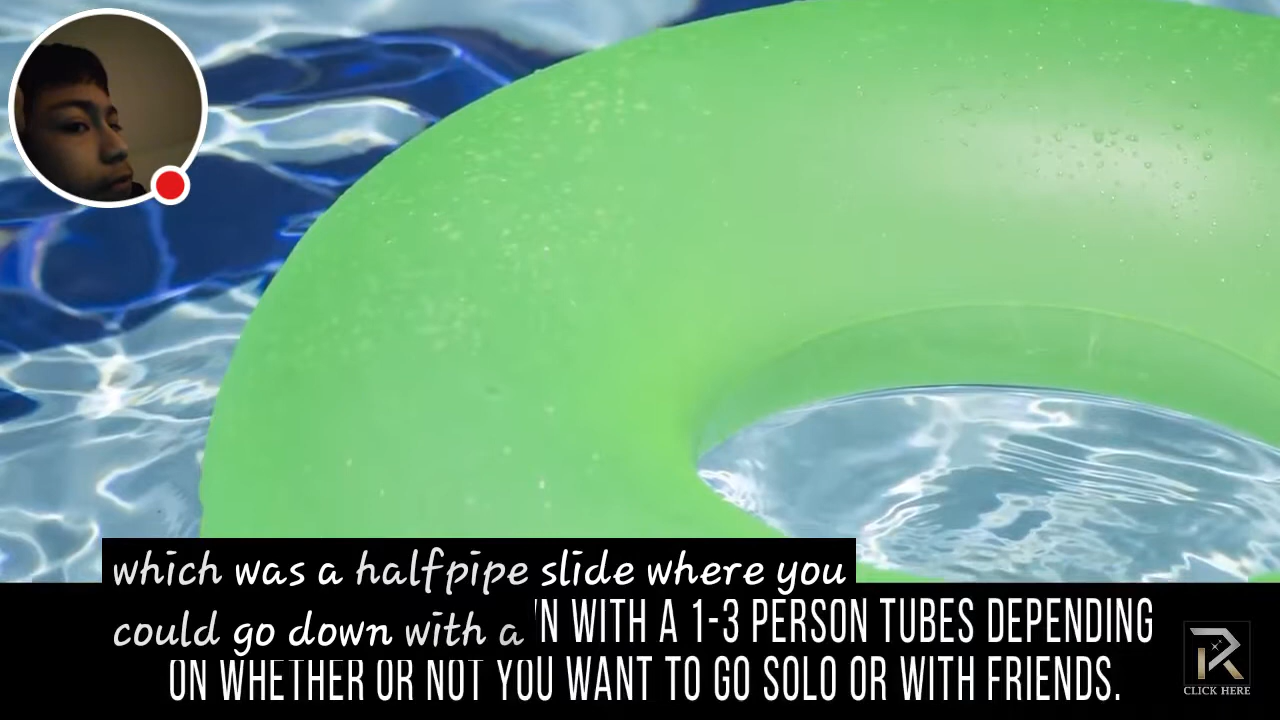 which was a halfpipe slide where you
could go down with a
N WITH A 1-3 PERSON TUBES DEPENDING
ON WHETHER OR NOT YOU WANT TO GO SOLO OR WITH FRIENDS.
R
CLICK HERE